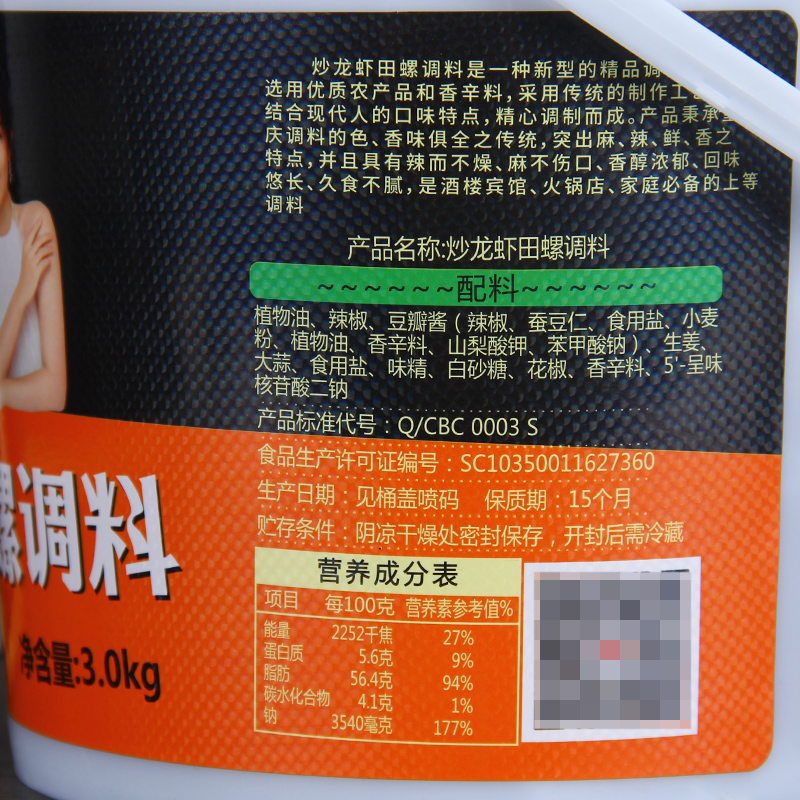 炒龙虾田螺调料是一种新型的精品调
选用优质农产品和香辛料,采用传统的制作工
结合现代人的口味特点,精心调制而成。产品秉承
庆调料的色、香味俱全之传统,突出麻、辣、鲜、香之
特点,并且具有辣而不燥、麻不伤口、香醇浓郁、回味
悠长、久食不腻,是酒楼宾馆、火锅店、家庭必备的上等
调料
产品名称:炒龙虾田螺调料
~~~~~~配料~~~~~~
植物油、辣椒、豆瓣酱(辣椒、蚕豆仁、食用盐、小麦
粉、植物油、香辛料、山梨酸钾、苯甲酸钠)、生姜、
大蒜、食用盐、味精、白砂糖、花椒、香辛料、5'-呈味
核苷酸二钠
产品标准代号:Q/CBC 0003 S
食品生产许可证编号:SC10350011627360
生产日期:见桶盖喷码 保质期:15个月
贮存条件:阴凉干燥处密封保存,开封后需冷藏
营养成分表
项目 每100克 营养素参考值%
能量 2252千焦 27%
蛋白质 5.6克 9%
脂肪 56.4克 94%
碳水化合物 4.1克 1%
钠 3540毫克 177%
螺调料
净含量:3.0kg